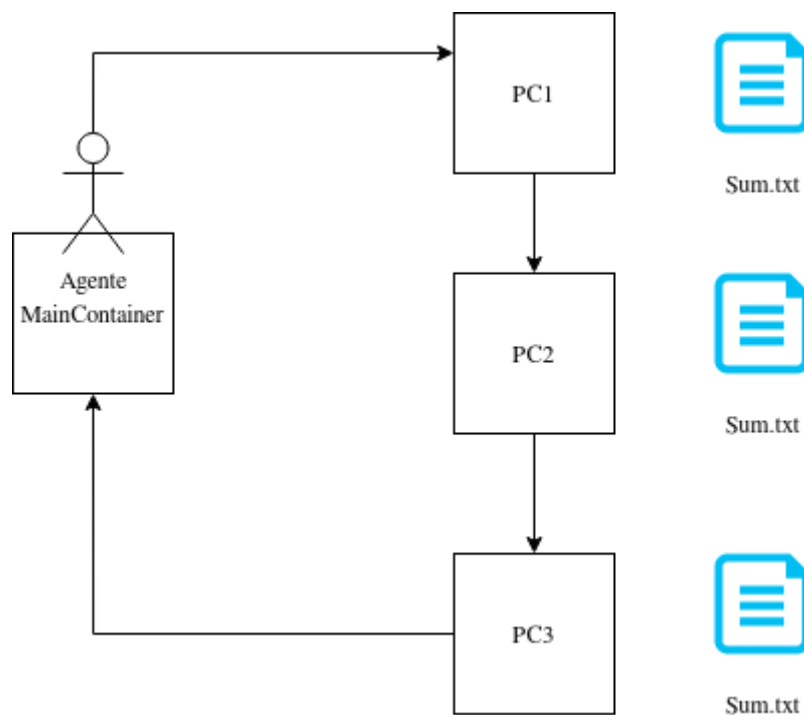 PC1
Sum.txt
Agente
MainContainer
PC2
Sum.txt
PC3
Sum.txt